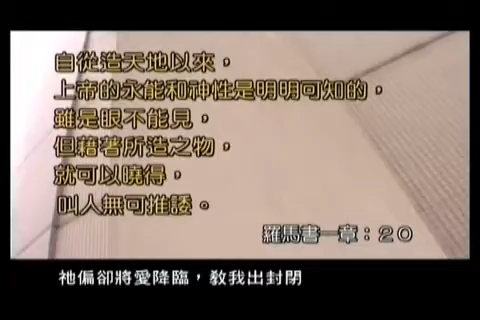 自從造天地以來，
上帝的永能和神性是明明可知的，
雖是眼不能見，
但藉著所造之物，
就可以曉得，
叫人無可推諉。
羅馬書一章：20
祂偏卻將愛降臨，教我出封閉